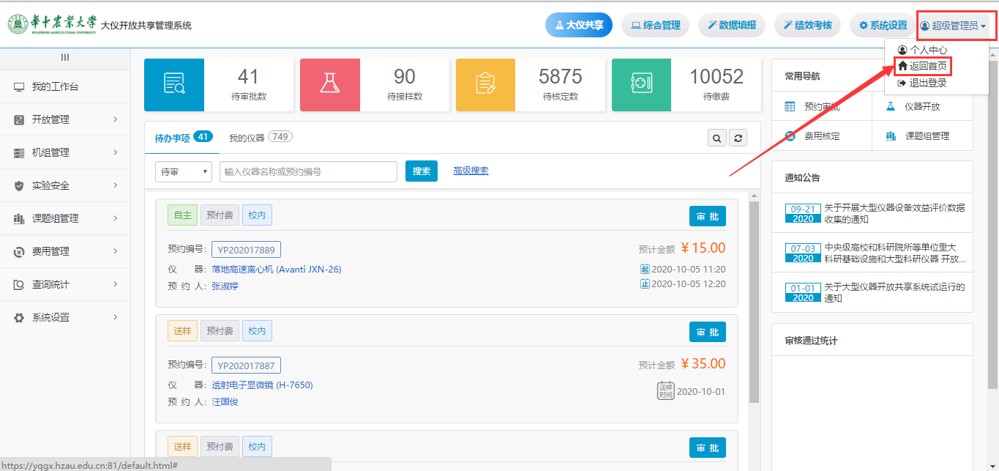 華中农業大学 大仪开放共享管理系统
HUAZHONG AGRICULTURAL UNIVERSITY
大仪共享 综合管理 数据填报 绩效考核 系统设置 超级管理员
个人中心
返回首页
退出登录
我的工作台
开放管理
机组管理
实验安全
课题组管理
费用管理
查询统计
系统设置
41 待审批数
90 待接样数
5875 待核定数
10052 待缴费
待办事项 41 我的仪器 749
待审 输入仪器名称或预约编号 搜索 高级搜索
自主 预付费 校内 审 批
预约编号: YP202017889 预计金额 ¥15.00
仪 器: 落地高速离心机 (Avanti JXN-26) 起 2020-10-05 11:20
预 约 人: 张淑婷 止 2020-10-05 12:20
送样 预付费 校内 审 批
预约编号: YP202017887 预计金额 ¥35.00
仪 器: 透射电子显微镜 (H-7650) 送样时间 2020-10-01
预 约 人: 汪国俊
送样 预付费 校内 审 批
常用导航
预约审批 仪器开放
费用核定 课题组管理
通知公告
09-21 2020 关于开展大型仪器设备效益评价数据
收集的通知
07-03 2020 中央级高校和科研院所等单位重大
科研基础设施和大型科研仪器 开放...
01-01 2020 关于大型仪器开放共享系统试运行的
通知
审核通过统计
https://yqgx.hzau.edu.cn:81/default.html#